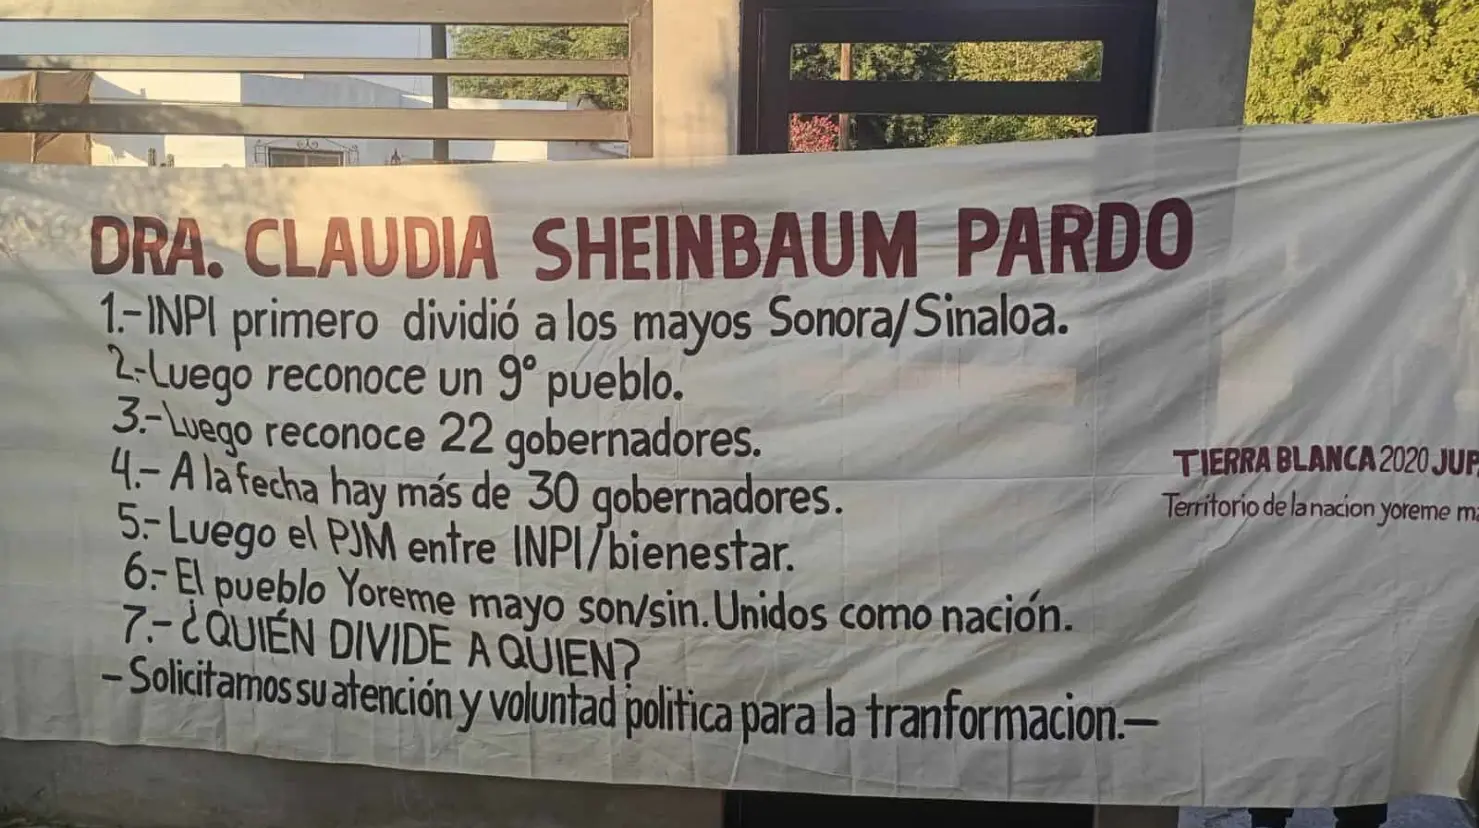 DRA. CLAUDIA SHEINBAUM PARDO
1.-INPI primero dividió a los mayos Sonora/Sinaloa.
2.-Luego reconoce un 9° pueblo.
3.-Luego reconoce 22 gobernadores.
4.- A la fecha hay más de 30 gobernadores.
5.- Luego el PJM entre INPI/bienestar.
6.- El pueblo Yoreme mayo son/sin. Unidos como nación.
7.- ¿QUIÉN DIVIDE A QUIEN?
- Solicitamos su atención y voluntad politica para la tranformacion.-
TIERRA BLANCA 2020
Territorio de la nacion yoreme